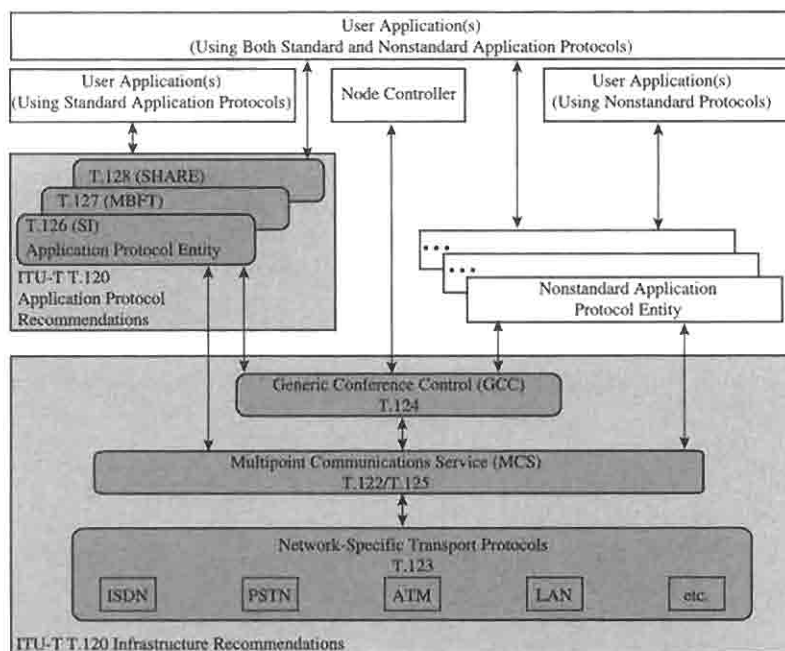 User Application(s)
(Using Both Standard and Nonstandard Application Protocols)
User Application(s)
(Using Standard Application Protocols)
Node Controller
User Application(s)
(Using Nonstandard Protocols)
T.128 (SHARE)
T.127 (MBFT)
T.126 (SI)
Application Protocol Entity
ITU-T T.120
Application Protocol
Recommendations
• • •
• • •
Nonstandard Application
Protocol Entity
Generic Conference Control (GCC)
T.124
Multipoint Communications Service (MCS)
T.122/T.125
Network-Specific Transport Protocols
T.123
ISDN
PSTN
ATM
LAN
etc.
ITU-T T.120 Infrastructure Recommendations